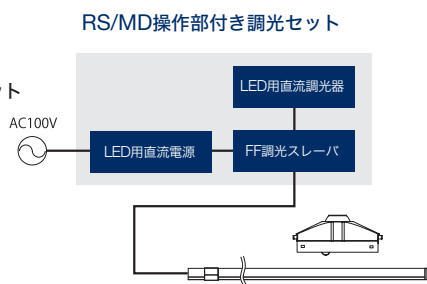 RS/MD操作部付き調光セット
ット
LED用直流調光器
AC100V
LED用直流電源
FF調光スレーバ